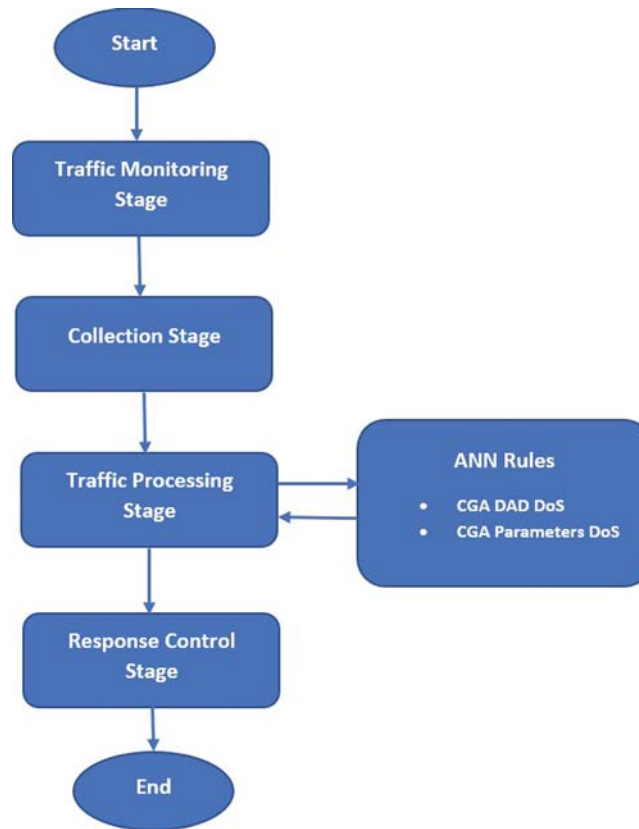 Start
Traffic Monitoring
Stage
Collection Stage
Traffic Processing
Stage
ANN Rules
• CGA DAD DoS
• CGA Parameters DoS
Response Control
Stage
End